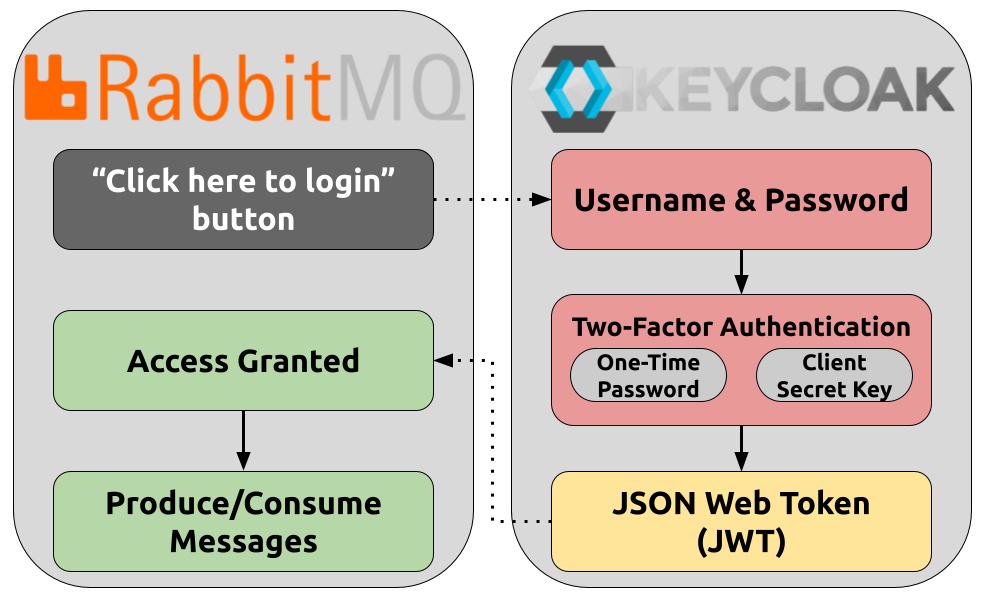 RabbitMQ
“Click here to login”
button
Access Granted
Produce/Consume
Messages
KEYCLOAK
Username & Password
Two-Factor Authentication
One-Time
Password
Client
Secret Key
JSON Web Token
(JWT)